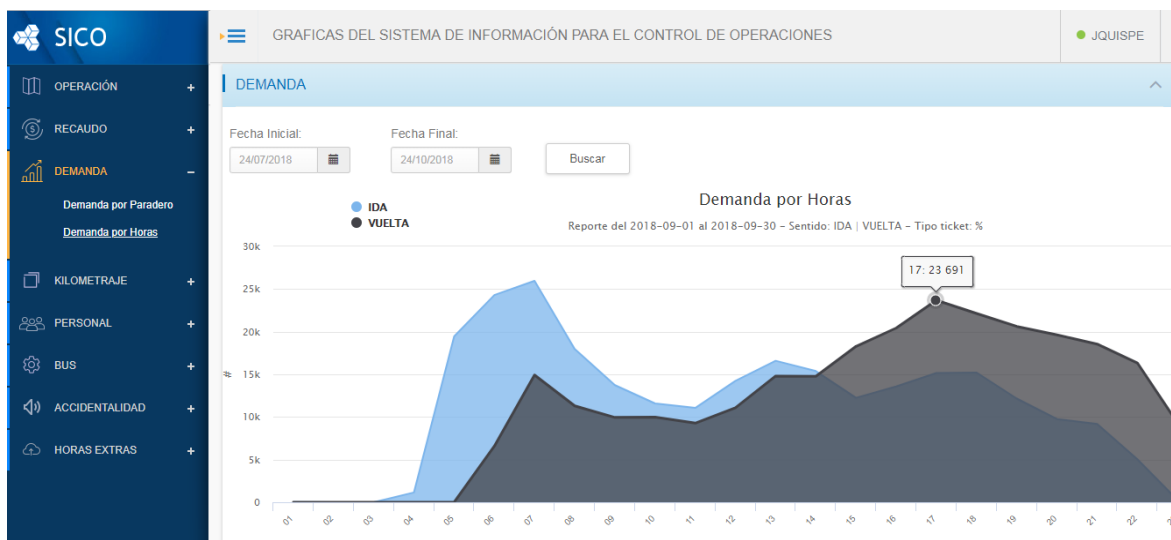 SICO
GRAFICAS DEL SISTEMA DE INFORMACIÓN PARA EL CONTROL DE OPERACIONES
JQUISPE
OPERACIÓN +
RECAUDO +
DEMANDA −
Demanda por Paradero
Demanda por Horas
KILOMETRAJE +
PERSONAL +
BUS +
ACCIDENTALIDAD +
HORAS EXTRAS +
DEMANDA
Fecha Inicial: Fecha Final:
24/07/2018 24/10/2018 Buscar
Demanda por Horas
Reporte del 2018-09-01 al 2018-09-30 - Sentido: IDA | VUELTA - Tipo ticket: %
IDA
VUELTA
17: 23 691
30k
25k
20k
15k
10k
5k
0
#
01 02 03 04 05 06 07 08 09 10 11 12 13 14 15 16 17 18 19 20 21 22